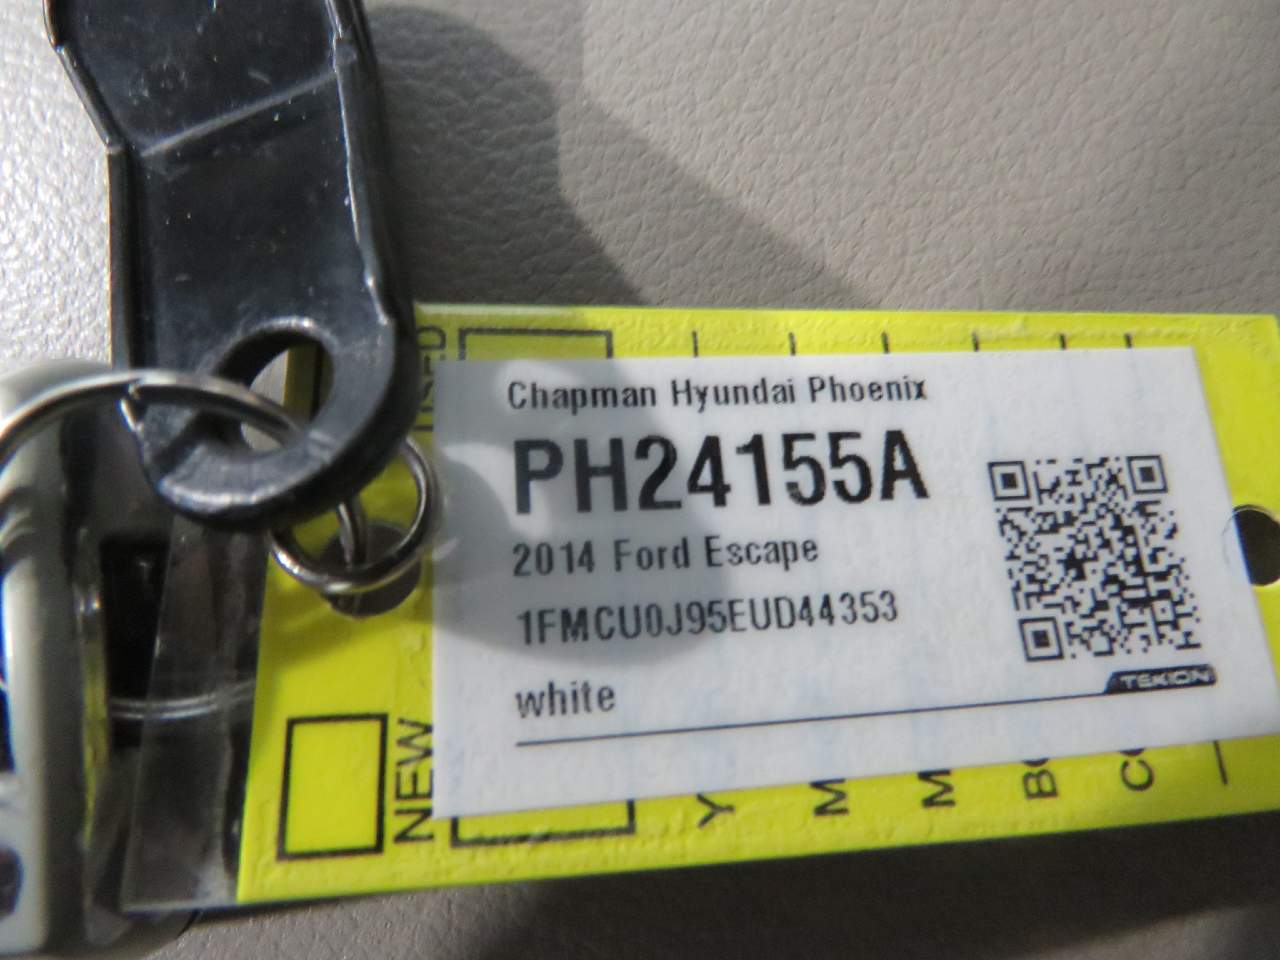 Chapman Hyundai Phoenix
PH24155A
2014 Ford Escape
1FMCU0J95EUD44353
white
TEKION
NEW